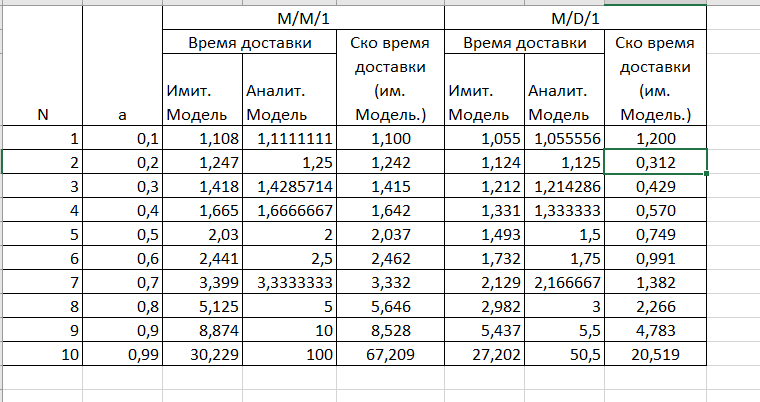 M/M/1 M/D/1
Время доставки Ско время доставки (им. Модель.) Время доставки Ско время доставки (им. Модель.)
N a Имит. Модель Аналит. Модель Имит. Модель Аналит. Модель
1 0,1 1,108 1,1111111 1,100 1,055 1,055556 1,200
2 0,2 1,247 1,25 1,242 1,124 1,125 0,312
3 0,3 1,418 1,4285714 1,415 1,212 1,214286 0,429
4 0,4 1,665 1,6666667 1,642 1,331 1,333333 0,570
5 0,5 2,03 2 2,037 1,493 1,5 0,749
6 0,6 2,441 2,5 2,462 1,732 1,75 0,991
7 0,7 3,399 3,3333333 3,332 2,129 2,166667 1,382
8 0,8 5,125 5 5,646 2,982 3 2,266
9 0,9 8,874 10 8,528 5,437 5,5 4,783
10 0,99 30,229 100 67,209 27,202 50,5 20,519